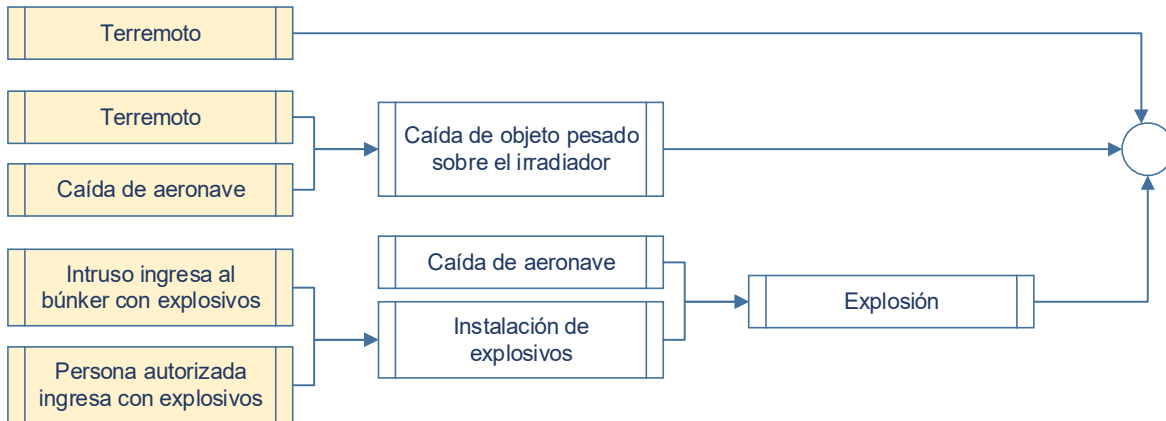 Terremoto
Terremoto
Caída de aeronave
Caída de objeto pesado
sobre el irradiador
Intruso ingresa al
búnker con explosivos
Persona autorizada
ingresa con explosivos
Caída de aeronave
Instalación de
explosivos
Explosión